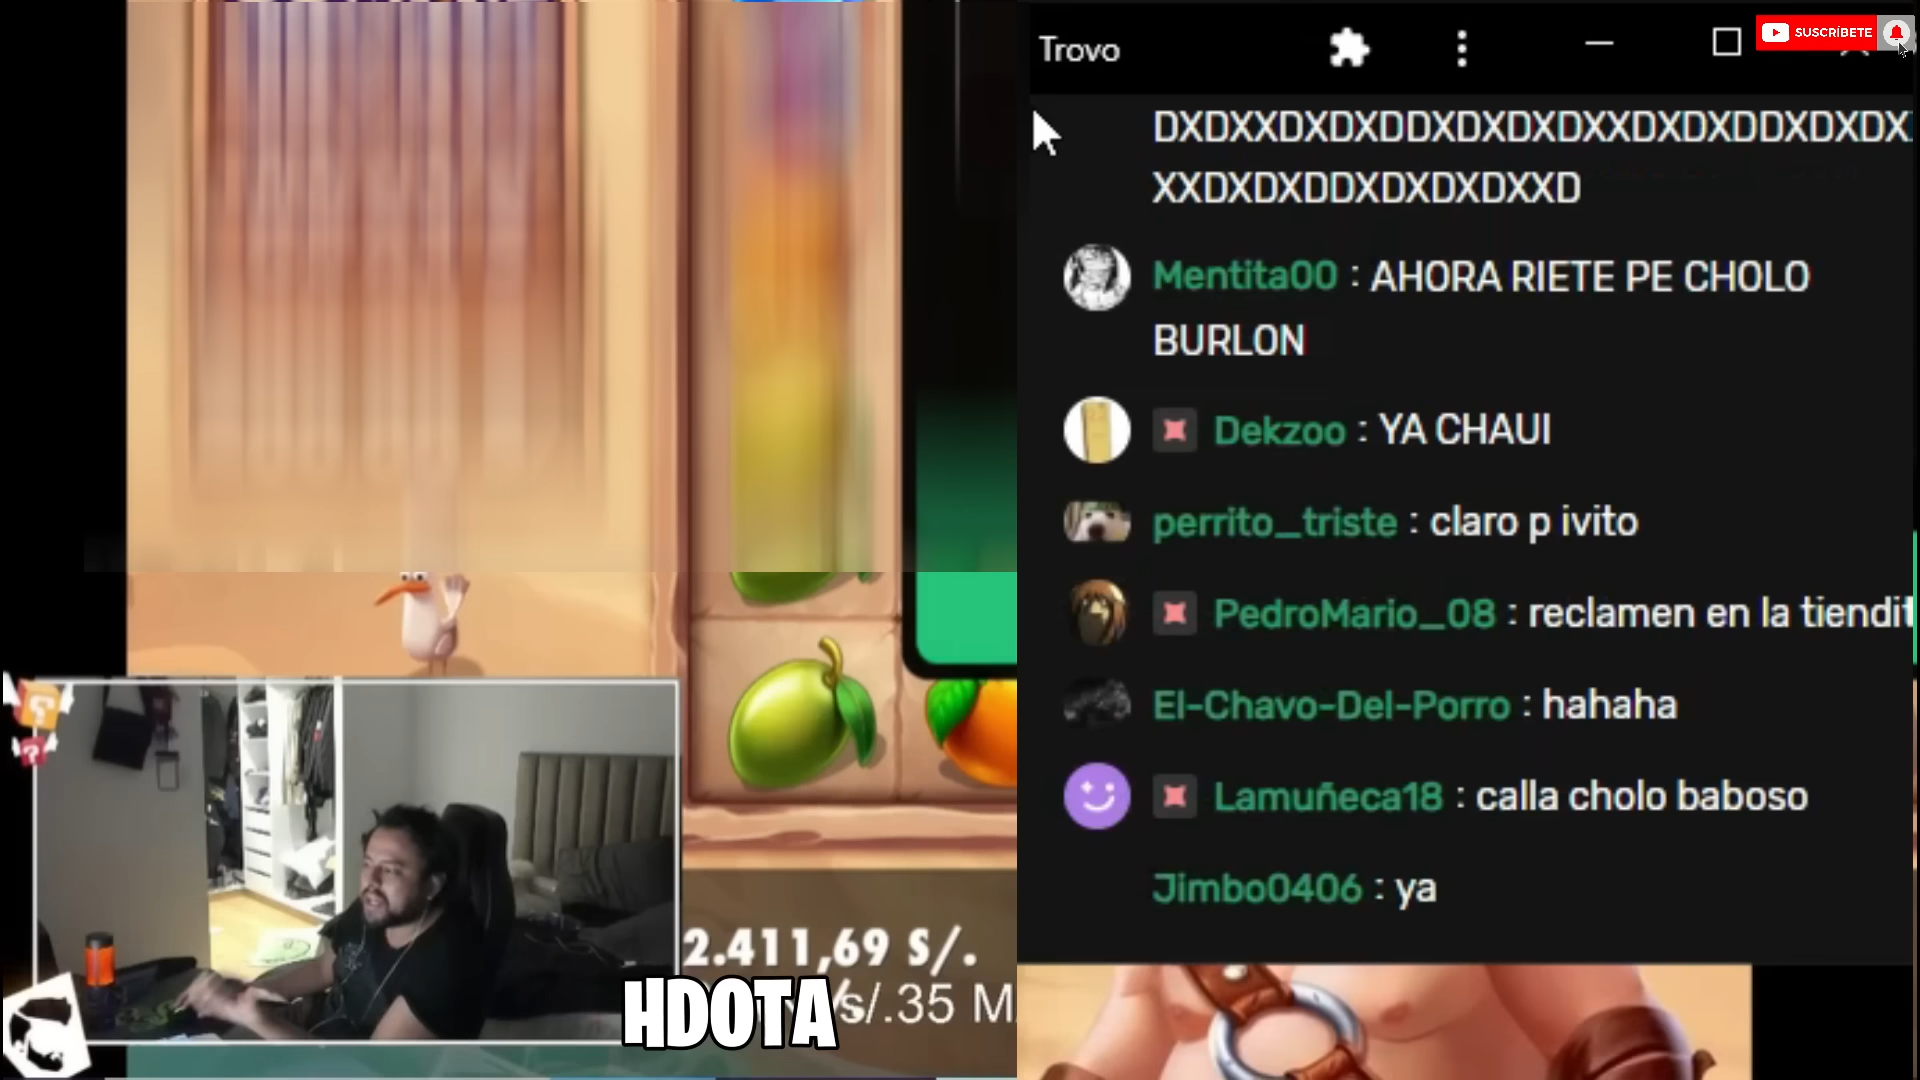 Trovo
SUSCRÍBETE
DXDXXDXDXDDXDXDXDXXDXDXDDXDXDX
XXDXDXDDXDXDXDXXD
Mentita00 : AHORA RIETE PE CHOLO
BURLON
Dekzoo : YA CHAUI
perrito_triste : claro p ivito
PedroMario_08 : reclamen en la tiendit
El-Chavo-Del-Porro : hahaha
Lamuñeca18 : calla cholo baboso
Jimbo0406 : ya
2.411,69 S/.
s/.35 M
HDOTA